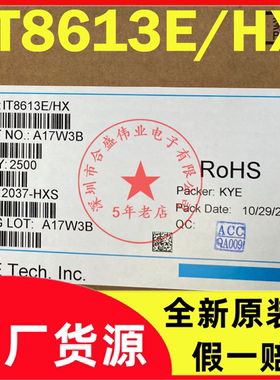 IT8613E/HX
: IT8613E/HX
T NO.: A17W3B
Y: 2500
2037-HXS
G LOT: A17W3B
RoHS
Packer: KYE
Pack Date: 10/29/2
QC:
ACC
QA009
E Tech, Inc.
深圳市合盛伟业电子有限公司
5年老店
全新原装
厂货源
假一赔